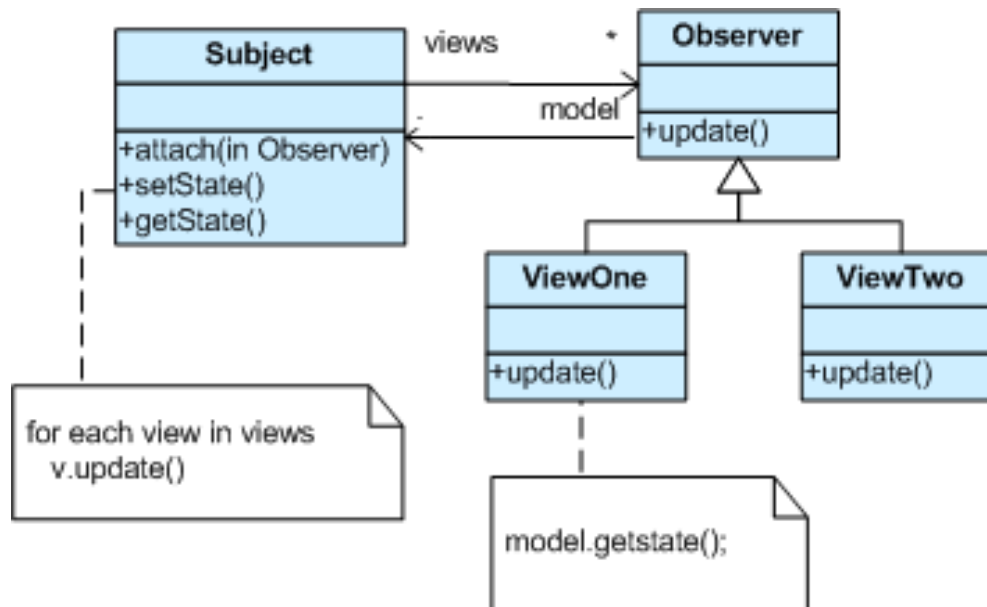 Subject
+attach(in Observer)
+setState()
+getState()
views
*
model
Observer
+update()
ViewOne
+update()
ViewTwo
+update()
for each view in views
v.update()
model.getstate();